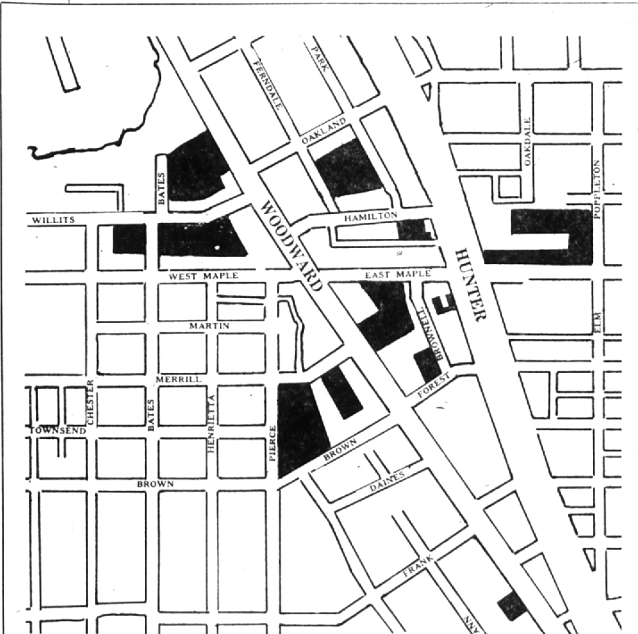 PARK
FERNDALE
OAKLAND
OAKDALE
BATES
POPPLETON
WILLITS
HAMILTON
WOODWARD
HUNTER
WEST MAPLE
EAST MAPLE
MARTIN
BROWNELL
ELM
MERRILL
FOREST
CHESTER
BATES
HENRIETTA
TOWNSEND
PIERCE
BROWN
BROWN
DAINES
FRANK
ANN